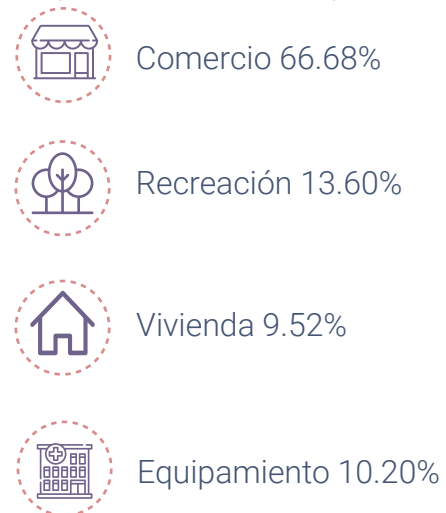 Comercio 66.68%
Recreación 13.60%
Vivienda 9.52%
Equipamiento 10.20%